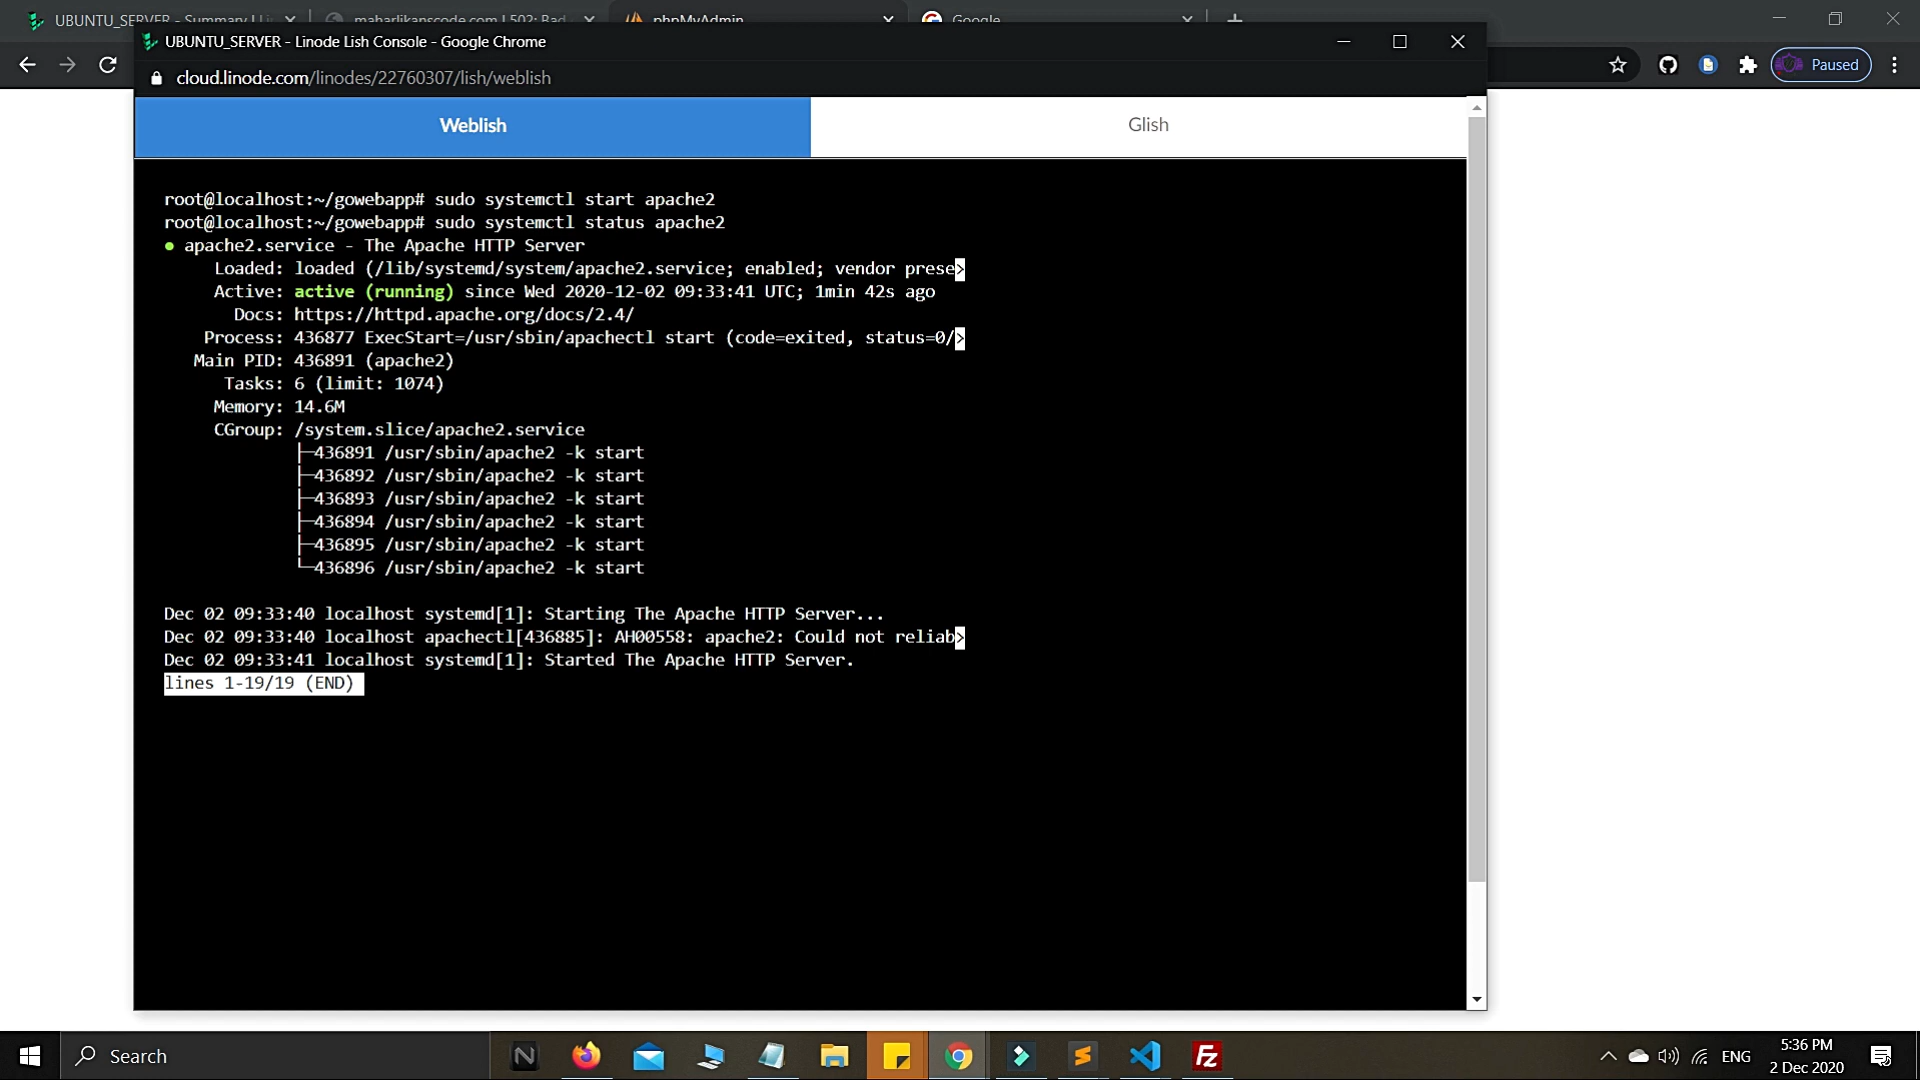 UBUNTU_SERVER - Summary | Li
maharlikanscode.com | 502: Bad
phpMyAdmin
Google
UBUNTU_SERVER - Linode Lish Console - Google Chrome
Paused
cloud.linode.com/linodes/22760307/lish/weblish
Weblish
Glish
root@localhost:~/gowebapp# sudo systemctl start apache2
root@localhost:~/gowebapp# sudo systemctl status apache2
● apache2.service - The Apache HTTP Server
Loaded: loaded (/lib/systemd/system/apache2.service; enabled; vendor prese>
Active: active (running) since Wed 2020-12-02 09:33:41 UTC; 1min 42s ago
Docs: https://httpd.apache.org/docs/2.4/
Process: 436877 ExecStart=/usr/sbin/apachectl start (code=exited, status=0/>
Main PID: 436891 (apache2)
Tasks: 6 (limit: 1074)
Memory: 14.6M
CGroup: /system.slice/apache2.service
├─436891 /usr/sbin/apache2 -k start
├─436892 /usr/sbin/apache2 -k start
├─436893 /usr/sbin/apache2 -k start
├─436894 /usr/sbin/apache2 -k start
├─436895 /usr/sbin/apache2 -k start
└─436896 /usr/sbin/apache2 -k start
Dec 02 09:33:40 localhost systemd[1]: Starting The Apache HTTP Server...
Dec 02 09:33:40 localhost apachectl[436885]: AH00558: apache2: Could not reliab>
Dec 02 09:33:41 localhost systemd[1]: Started The Apache HTTP Server.
lines 1-19/19 (END)
Search
ENG
5:36 PM
2 Dec 2020